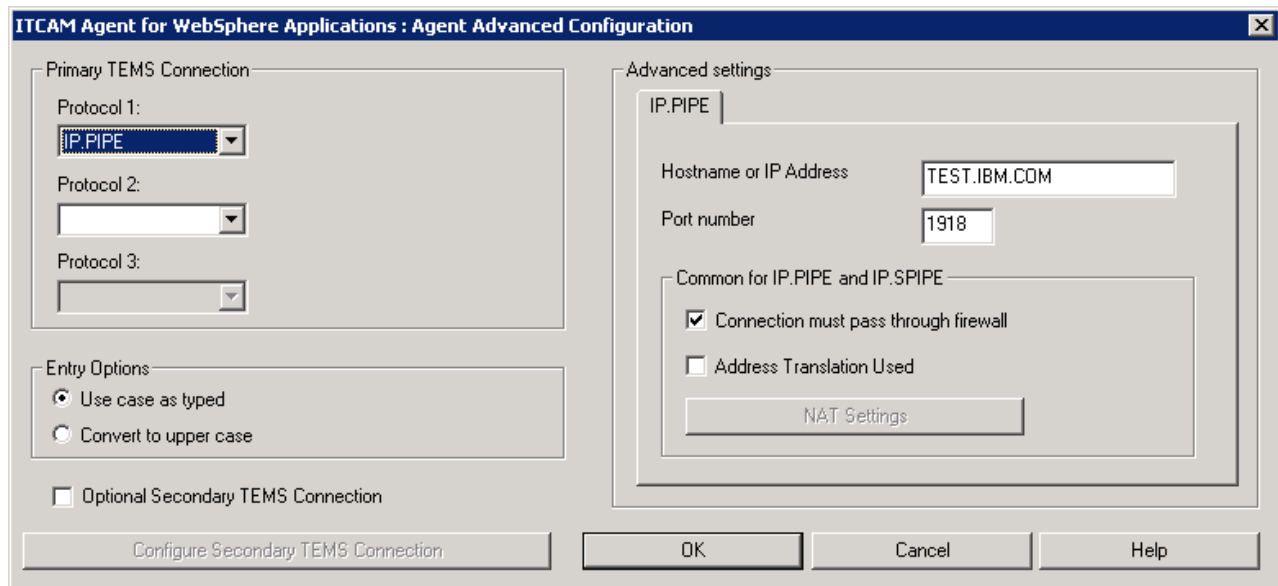 ITCAM Agent for WebSphere Applications : Agent Advanced Configuration
Primary TEMS Connection
Protocol 1:
IP.PIPE
Protocol 2:
Protocol 3:
Entry Options
Use case as typed
Convert to upper case
Optional Secondary TEMS Connection
Configure Secondary TEMS Connection
Advanced settings
IP.PIPE
Hostname or IP Address
TEST.IBM.COM
Port number
1918
Common for IP.PIPE and IP.SPIPE
Connection must pass through firewall
Address Translation Used
NAT Settings
OK
Cancel
Help